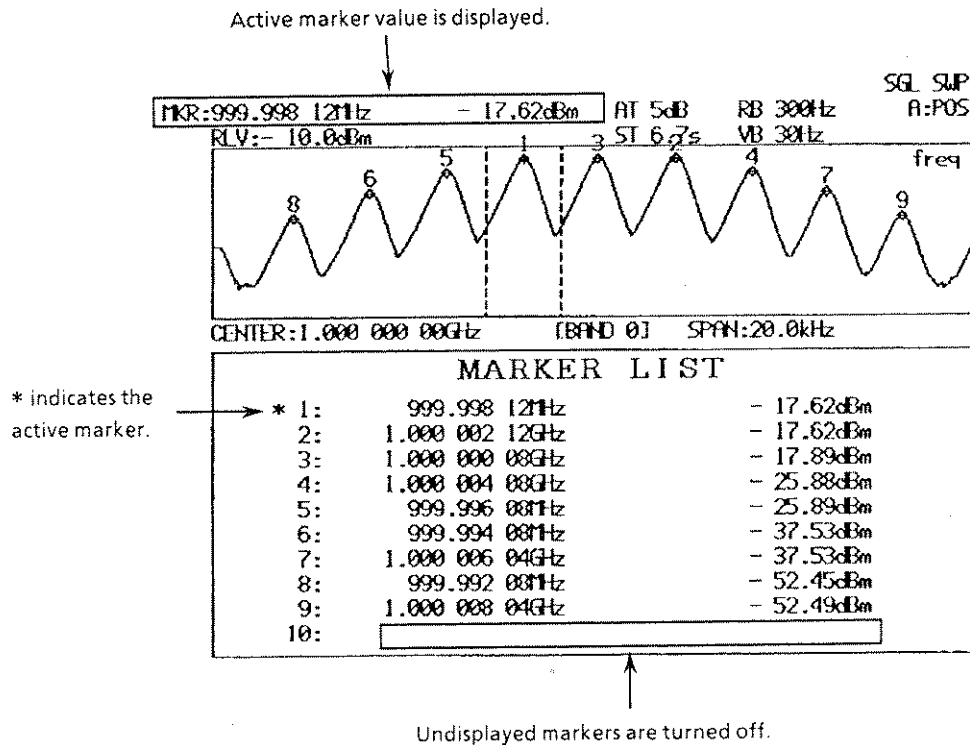 Active marker value is displayed.
SGL SWP
MKR:999.998 12MHz - 17.62dBm AT 5dB RB 300Hz A:POS
RLV:- 10.0dBm ST 6.7s VB 30Hz
freq
8 6 5 1 3 2 4 7 9
CENTER:1.000 000 00GHz [BAND 0] SPAN:20.0kHz
MARKER LIST
* indicates the
active marker.
* 1: 999.998 12MHz - 17.62dBm
2: 1.000 002 12GHz - 17.62dBm
3: 1.000 000 08GHz - 17.89dBm
4: 1.000 004 08GHz - 25.88dBm
5: 999.996 08MHz - 25.89dBm
6: 999.994 08MHz - 37.53dBm
7: 1.000 006 04GHz - 37.53dBm
8: 999.992 08MHz - 52.45dBm
9: 1.000 008 04GHz - 52.49dBm
10:
Undisplayed markers are turned off.